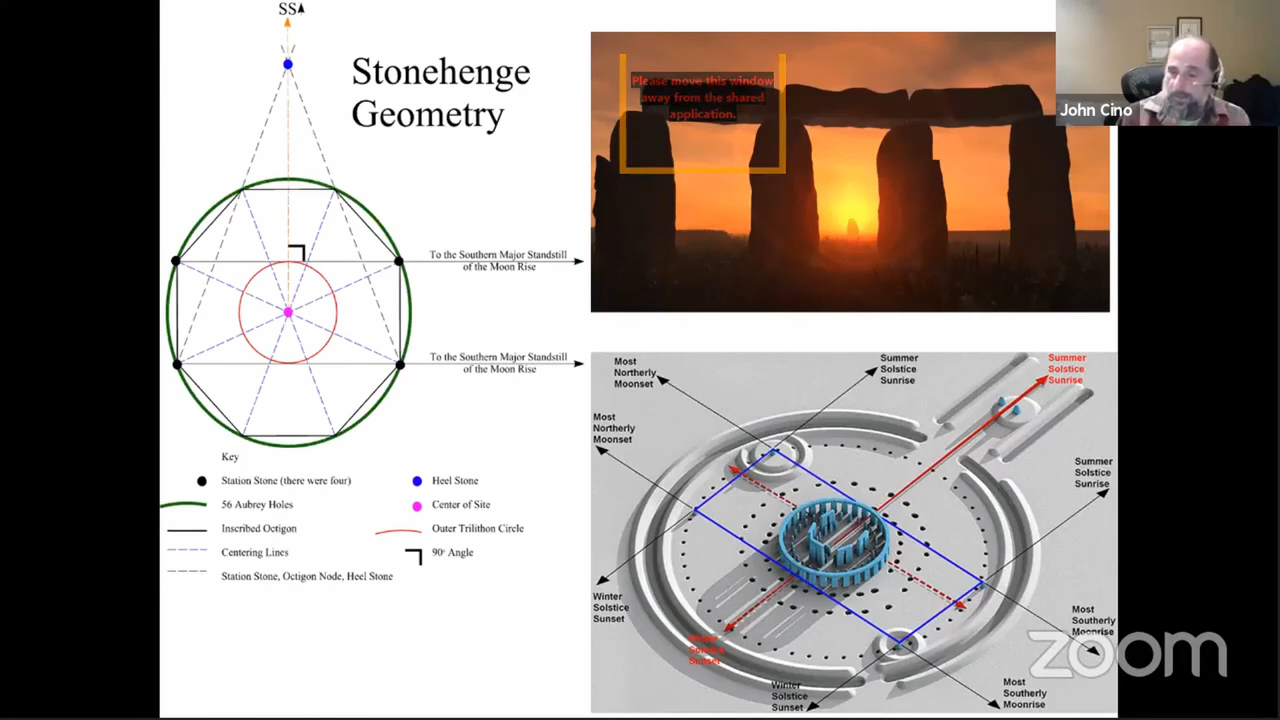 SS
Stonehenge
Geometry
To the Southern Major Standstill
of the Moon Rise
To the Southern Major Standstill
of the Moon Rise
Key
Station Stone (there were four)
Heel Stone
56 Aubrey Holes
Center of Site
Inscribed Octigon
Outer Trilithon Circle
Centering Lines
90° Angle
Station Stone, Octigon Node, Heel Stone
Please move this window
away from the shared
application.
John Cino
Most
Northerly
Moonset
Summer
Solstice
Sunrise
Summer
Solstice
Sunrise
Most
Northerly
Moonset
Summer
Solstice
Sunrise
Winter
Solstice
Sunset
Most
Southerly
Moonrise
Winter
Solstice
Sunset
Winter
Solstice
Sunset
Most
Southerly
Moonrise
zoom